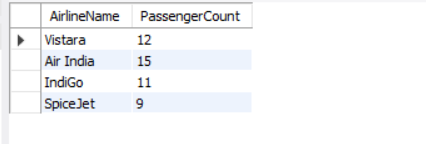 AirlineName PassengerCount
Vistara 12
Air India 15
IndiGo 11
SpiceJet 9